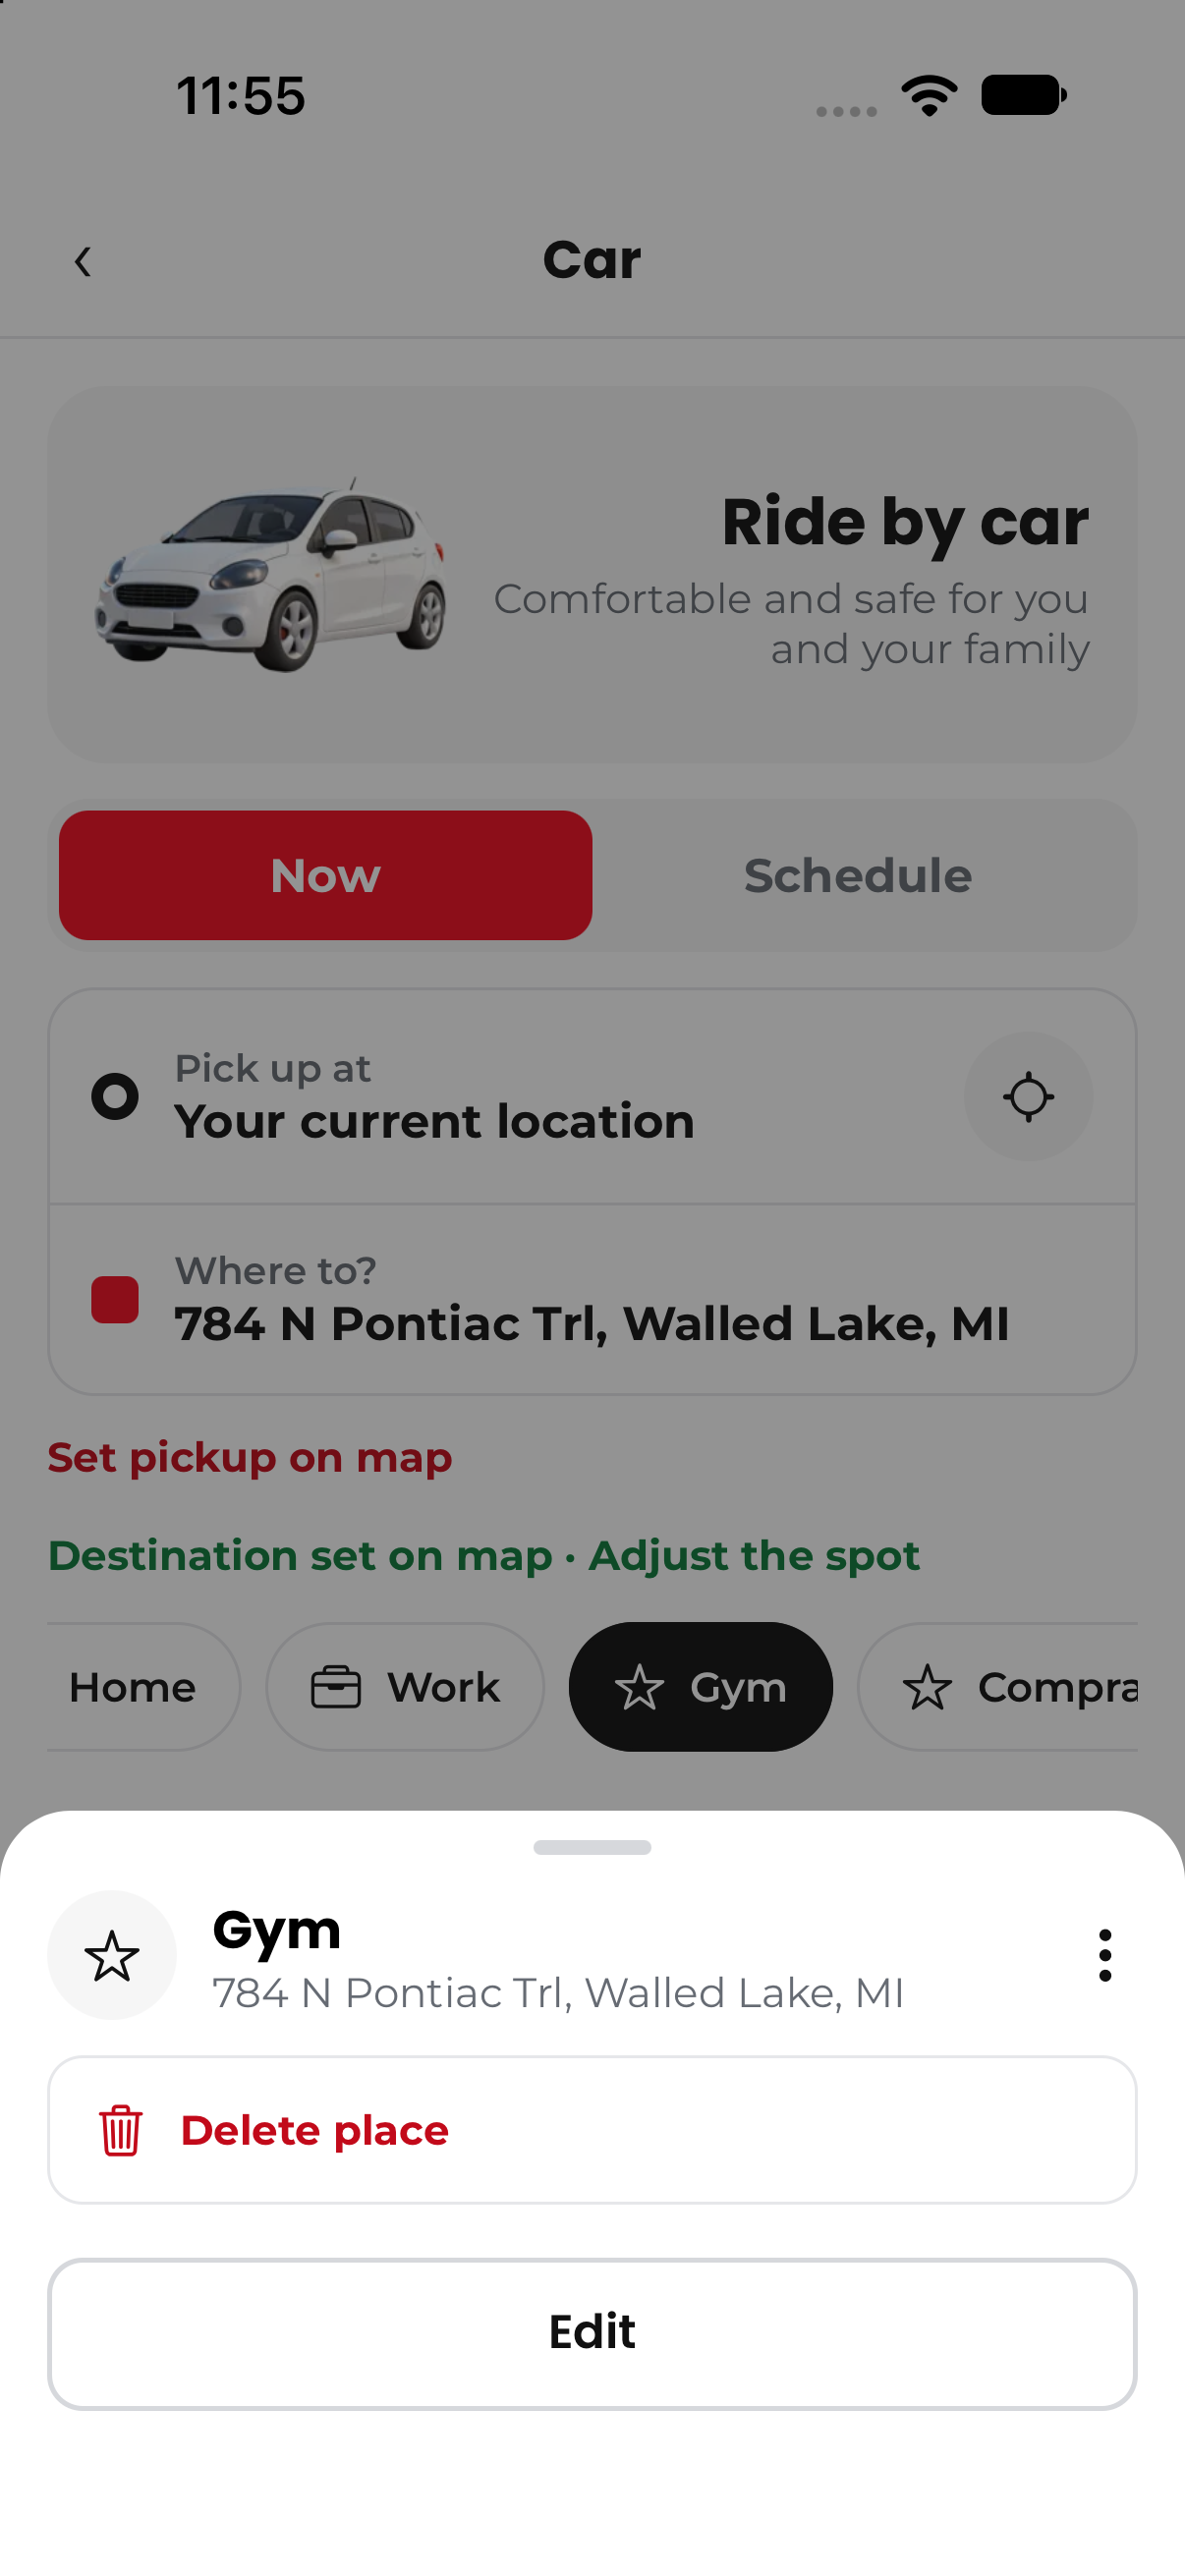 11:55
Car
Ride by car
Comfortable and safe for you
and your family
Now
Schedule
Pick up at
Your current location
Where to?
784 N Pontiac Trl, Walled Lake, MI
Set pickup on map
Destination set on map · Adjust the spot
Home
Work
Gym
Compra
Gym
784 N Pontiac Trl, Walled Lake, MI
Delete place
Edit